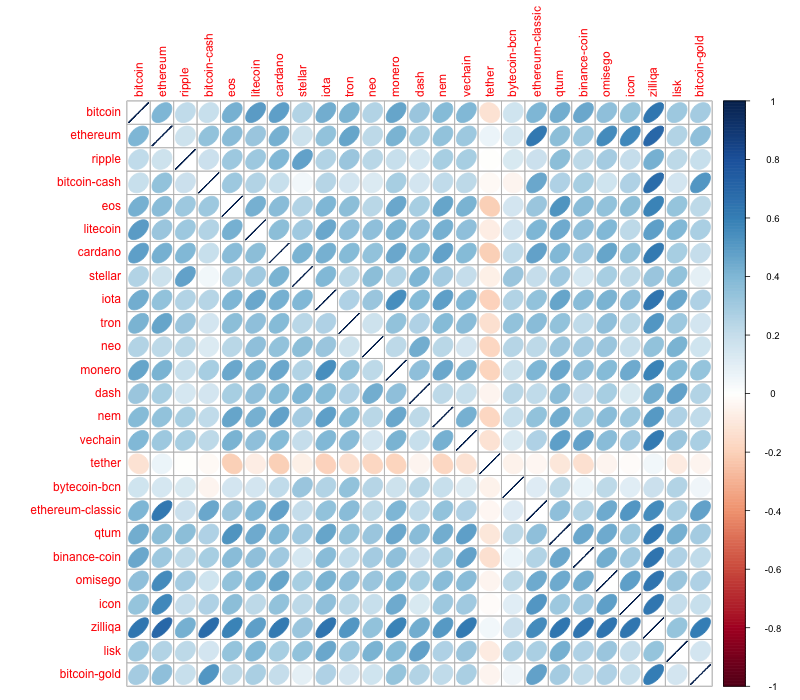 bitcoin
ethereum
ripple
bitcoin-cash
eos
litecoin
cardano
stellar
iota
tron
neo
monero
dash
nem
vechain
tether
bytecoin-bcn
ethereum-classic
qtum
binance-coin
omisego
icon
zilliqa
lisk
bitcoin-gold
bitcoin
ethereum
ripple
bitcoin-cash
eos
litecoin
cardano
stellar
iota
tron
neo
monero
dash
nem
vechain
tether
bytecoin-bcn
ethereum-classic
qtum
binance-coin
omisego
icon
zilliqa
lisk
bitcoin-gold
1
0.8
0.6
0.4
0.2
0
-0.2
-0.4
-0.6
-0.8
-1